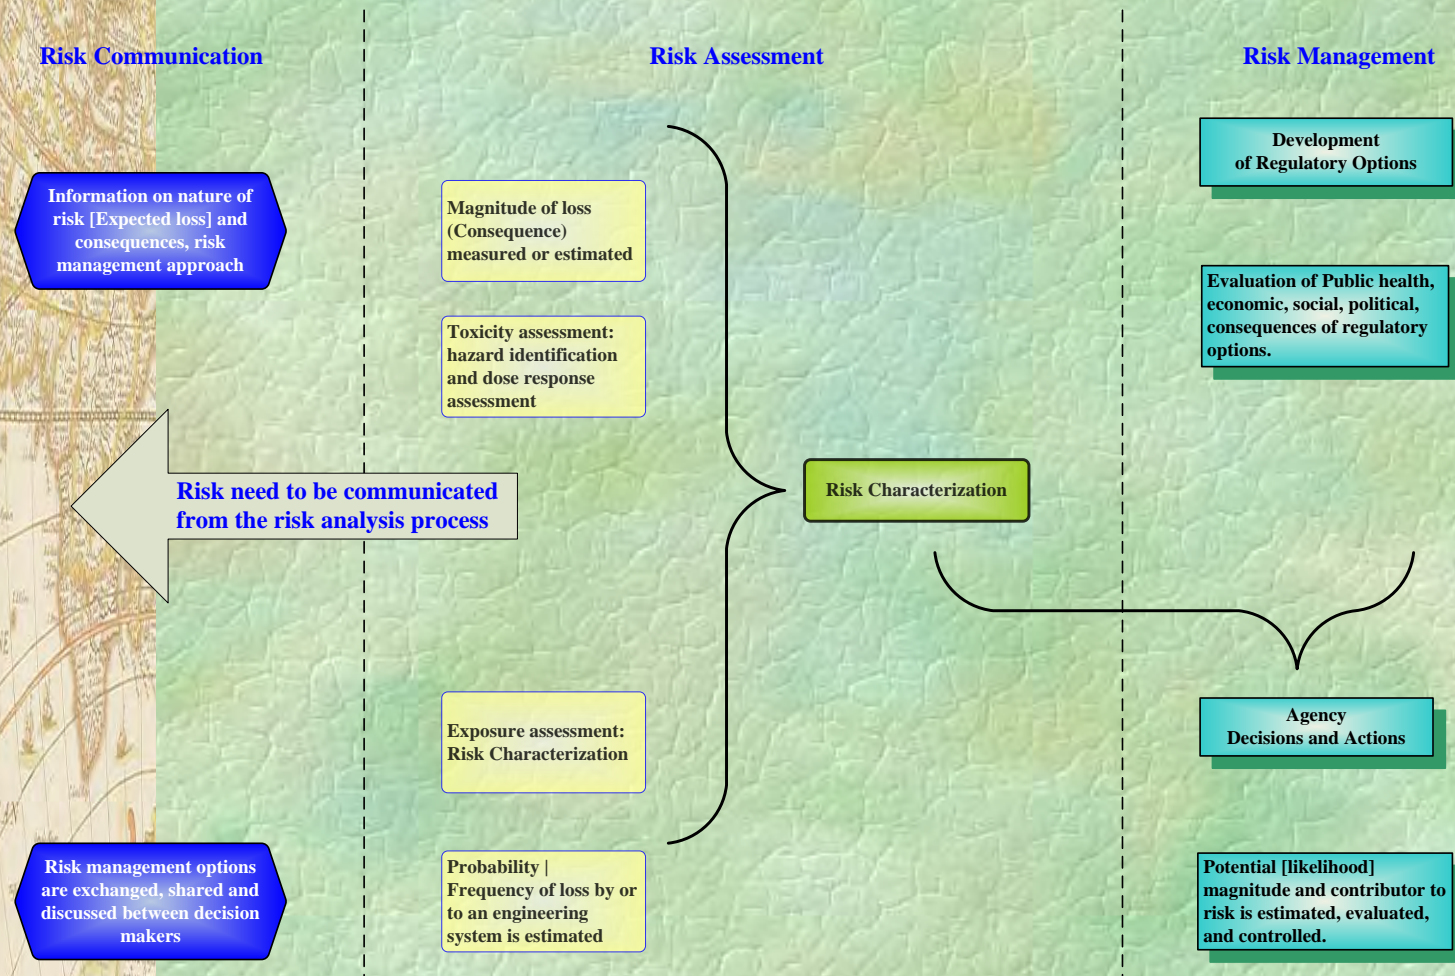 Risk Communication
Risk Assessment
Risk Management
Information on nature of
risk [Expected loss] and
consequences, risk
management approach
Risk need to be communicated
from the risk analysis process
Risk management options
are exchanged, shared and
discussed between decision
makers
Magnitude of loss
(Consequence)
measured or estimated
Toxicity assessment:
hazard identification
and dose response
assessment
Exposure assessment:
Risk Characterization
Probability |
Frequency of loss by or
to an engineering
system is estimated
Risk Characterization
Development
of Regulatory Options
Evaluation of Public health,
economic, social, political,
consequences of regulatory
options.
Agency
Decisions and Actions
Potential [likelihood]
magnitude and contributor to
risk is estimated, evaluated,
and controlled.